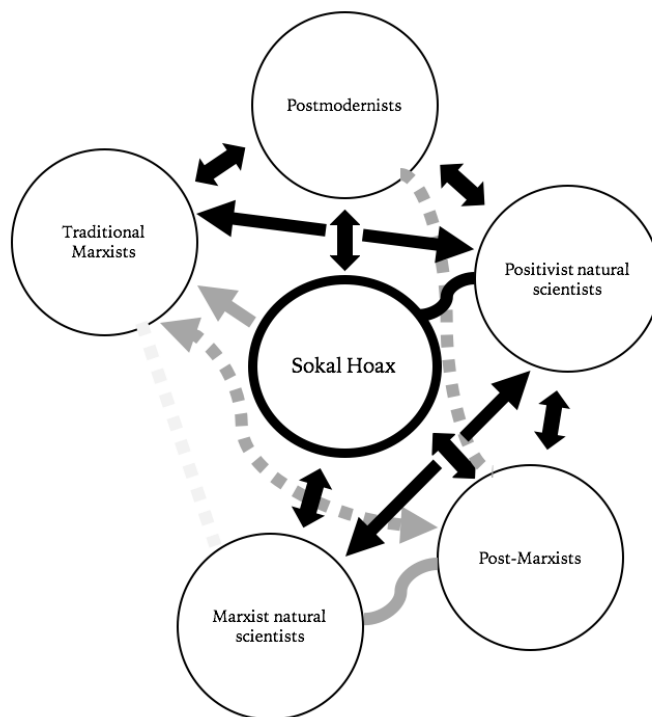 Postmodernists
Traditional
Marxists
Positivist natural
scientists
Sokal Hoax
Post-Marxists
Marxist natural
scientists